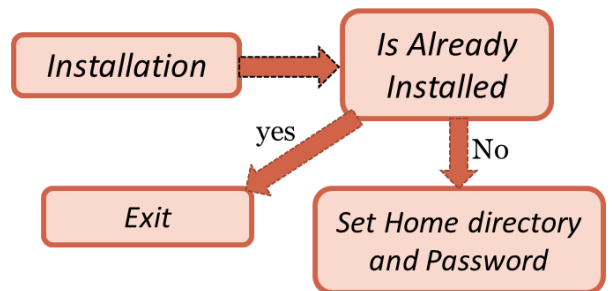 Installation
Is Already
Installed
yes
No
Exit
Set Home directory
and Password